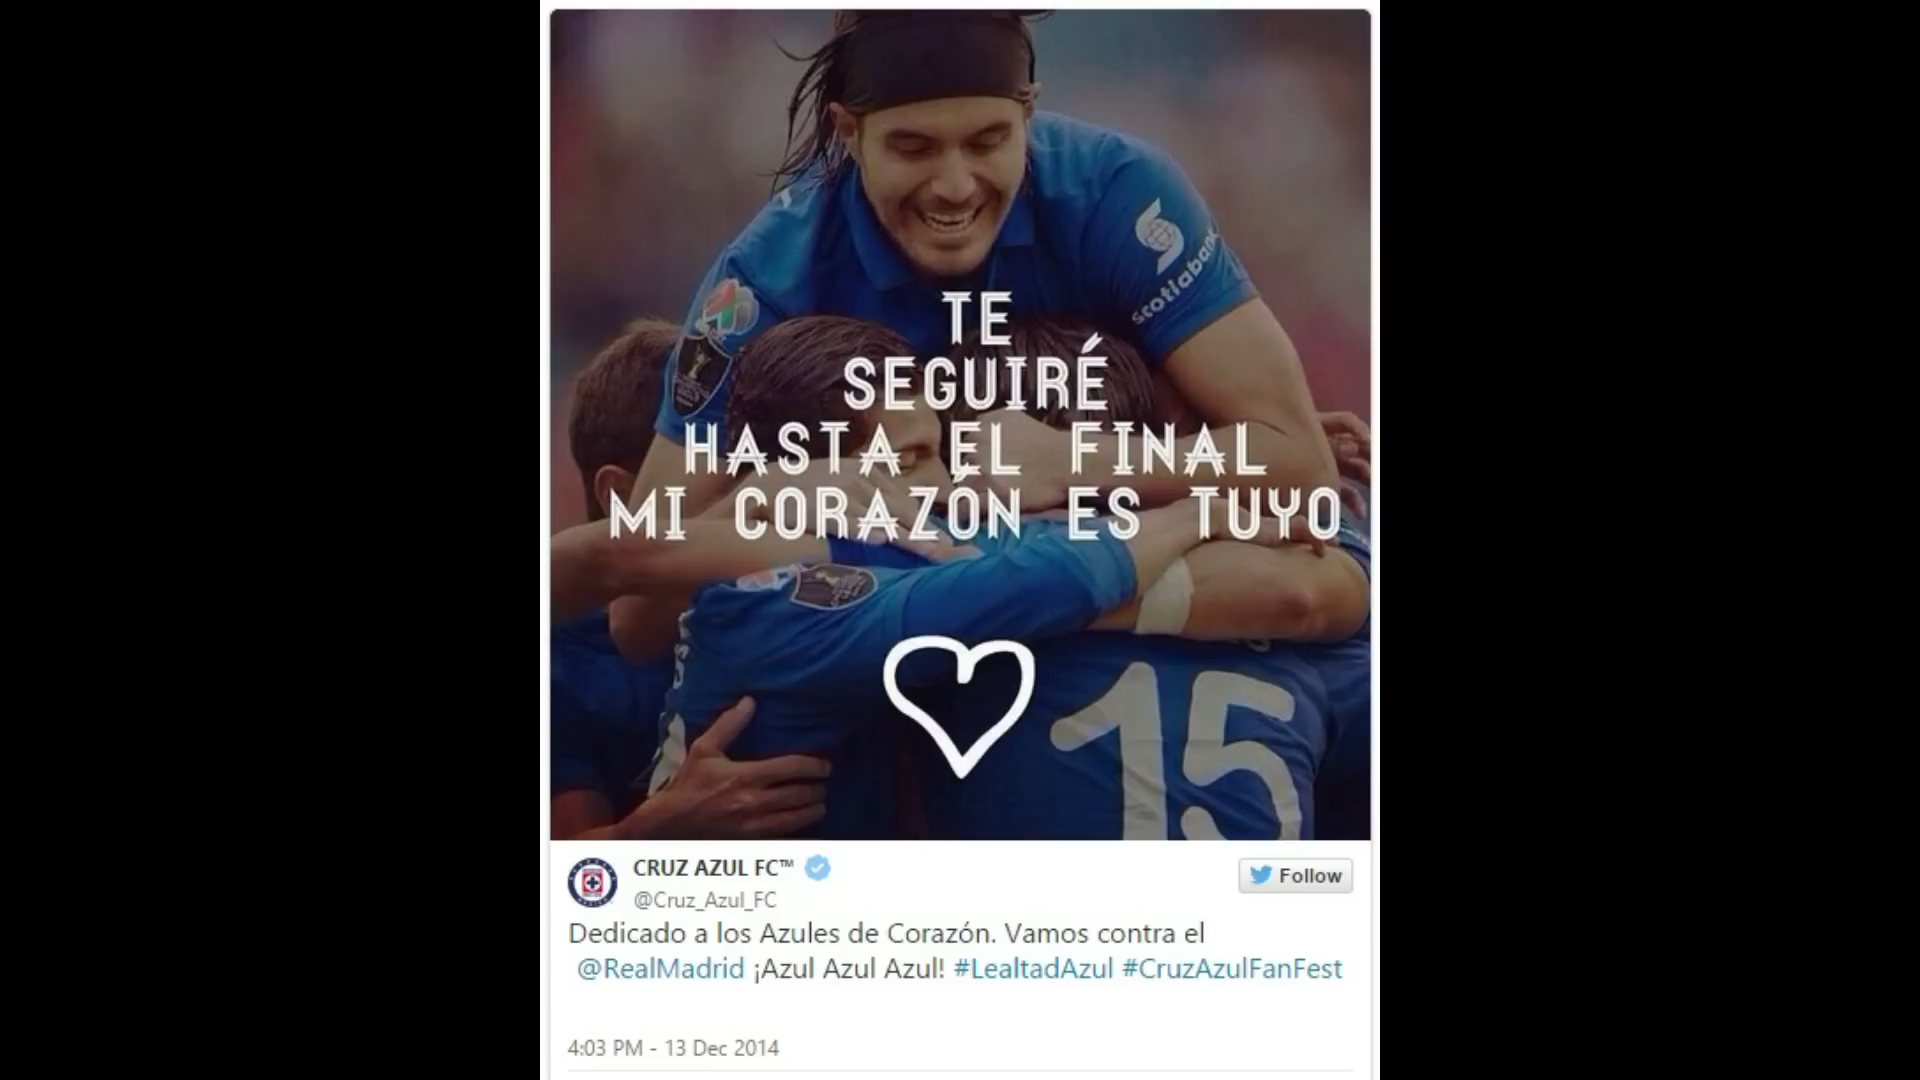 scotiabank
TE
SEGUIRÉ
HASTA EL FINAL
MI CORAZÓN ES TUYO
15
CRUZ AZUL FC™
@Cruz_Azul_FC
Follow
Dedicado a los Azules de Corazón. Vamos contra el
@RealMadrid ¡Azul Azul Azul! #LealtadAzul #CruzAzulFanFest
4:03 PM - 13 Dec 2014